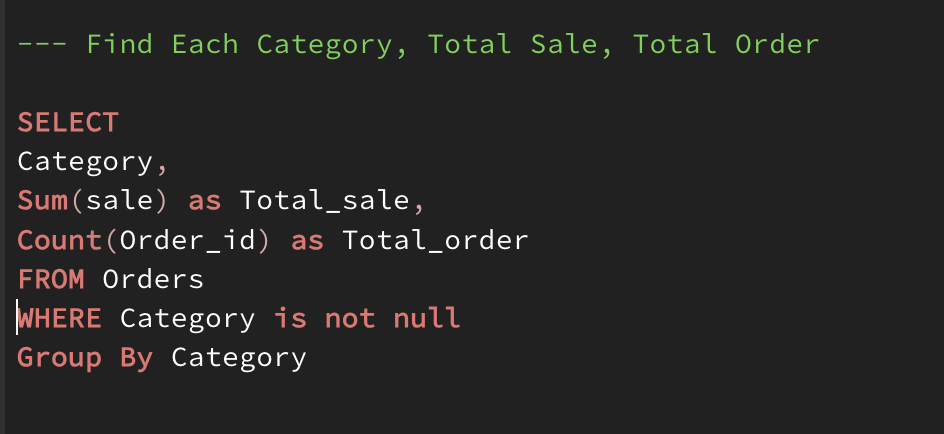 --- Find Each Category, Total Sale, Total Order
SELECT
Category,
Sum(sale) as Total_sale,
Count(Order_id) as Total_order
FROM Orders
WHERE Category is not null
Group By Category